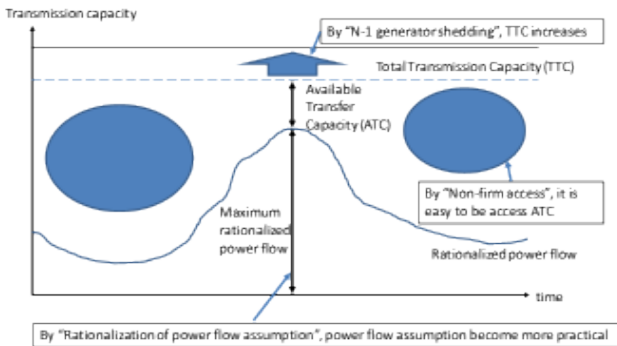 Transmission capacity
By “N-1 generator shedding”, TTC increases
Total Transmission Capacity (TTC)
Available
Transfer
Capacity (ATC)
By “Non-firm access”, it is
easy to be access ATC
Maximum
rationalized
power flow
Rationalized power flow
time
By “Rationalization of power flow assumption”, power flow assumption become more practical